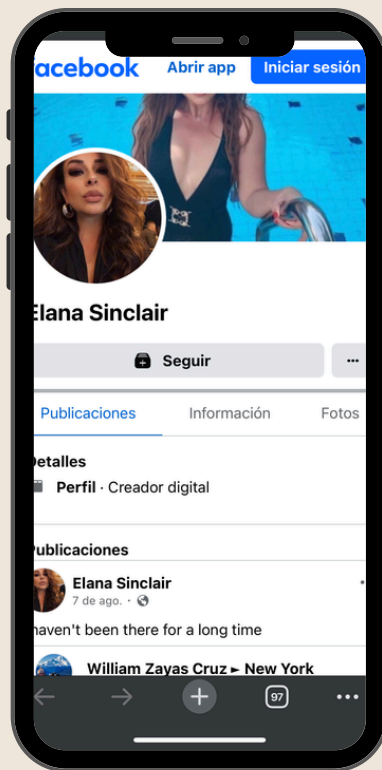 facebook Abrir app Iniciar sesión
Elana Sinclair
Seguir
Publicaciones Información Fotos
Detalles
Perfil · Creador digital
Publicaciones
Elana Sinclair
7 de ago. ·
haven't been there for a long time
William Zayas Cruz ► New York
97